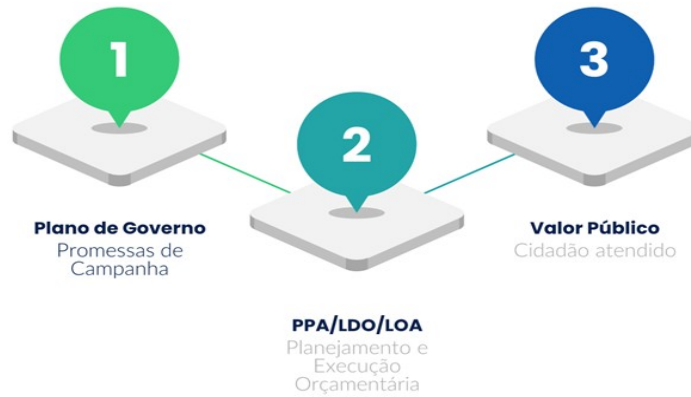 1
Plano de Governo
Promessas de
Campanha
2
PPA/LDO/LOA
Planejamento e
Execução
Orçamentária
3
Valor Público
Cidadão atendido